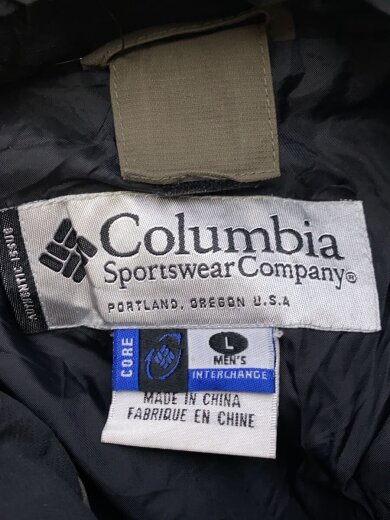 AUTHENTIC ISSUE
Columbia
Sportswear Company®
PORTLAND, OREGON U.S.A
CORE
L
MEN'S
INTERCHANGE
MADE IN CHINA
FABRIQUE EN CHINE